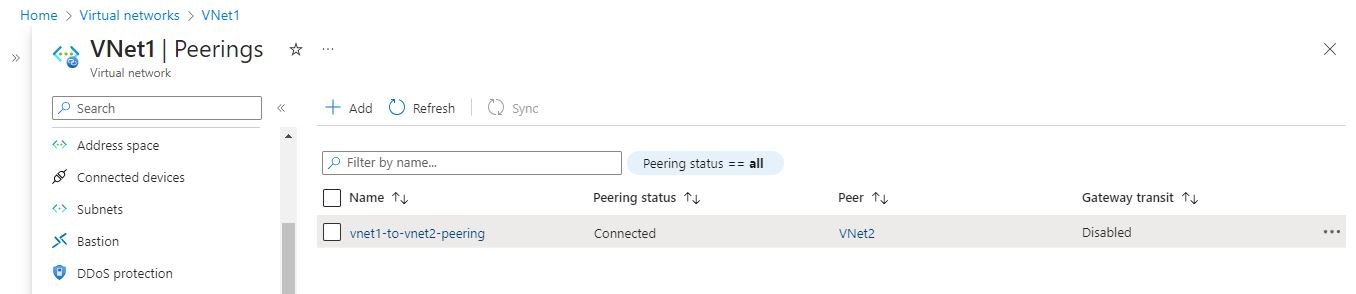 Home > Virtual networks > VNet1
»
VNet1 | Peerings ☆ ...
Virtual network
Search «
+ Add Refresh Sync
Address space
Filter by name... Peering status == all
Connected devices
Name ↑↓ Peering status ↑↓ Peer ↑↓ Gateway transit ↑↓
Subnets
vnet1-to-vnet2-peering Connected VNet2 Disabled ...
Bastion
DDoS protection